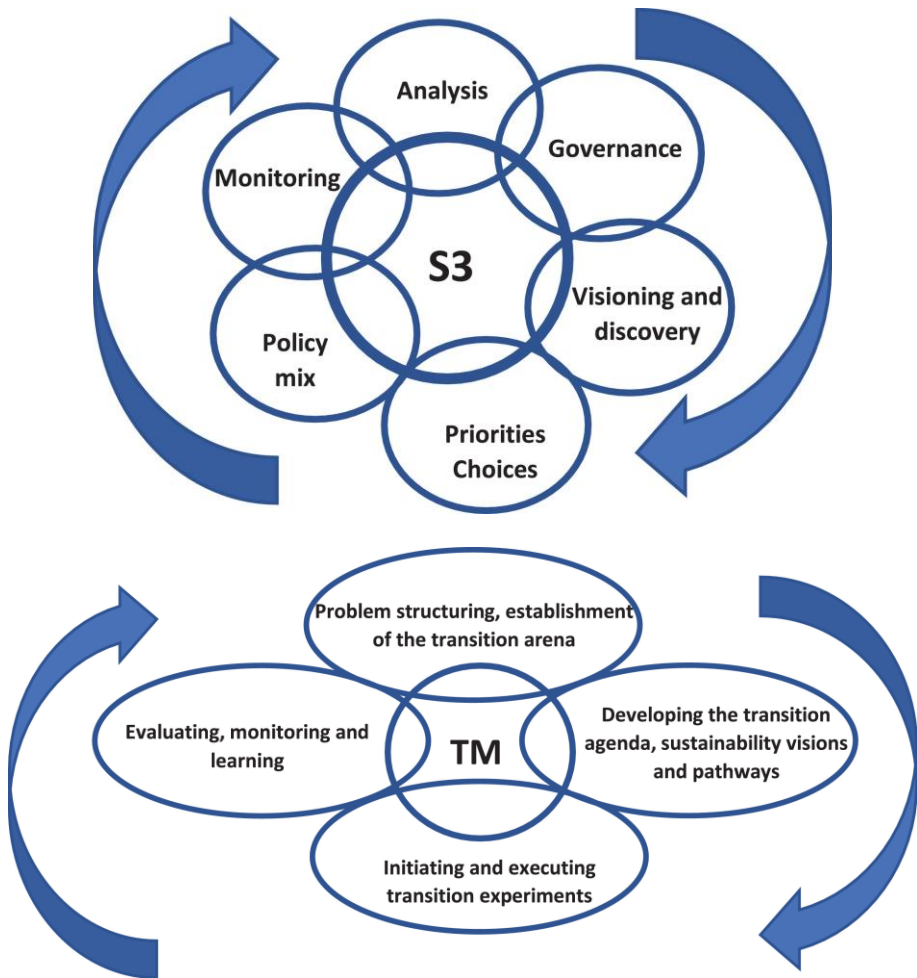 Analysis
Governance
Monitoring
S3
Visioning and
discovery
Policy
mix
Priorities
Choices
Problem structuring, establishment
of the transition arena
Evaluating, monitoring and
learning
TM
Developing the transition
agenda, sustainability visions
and pathways
Initiating and executing
transition experiments